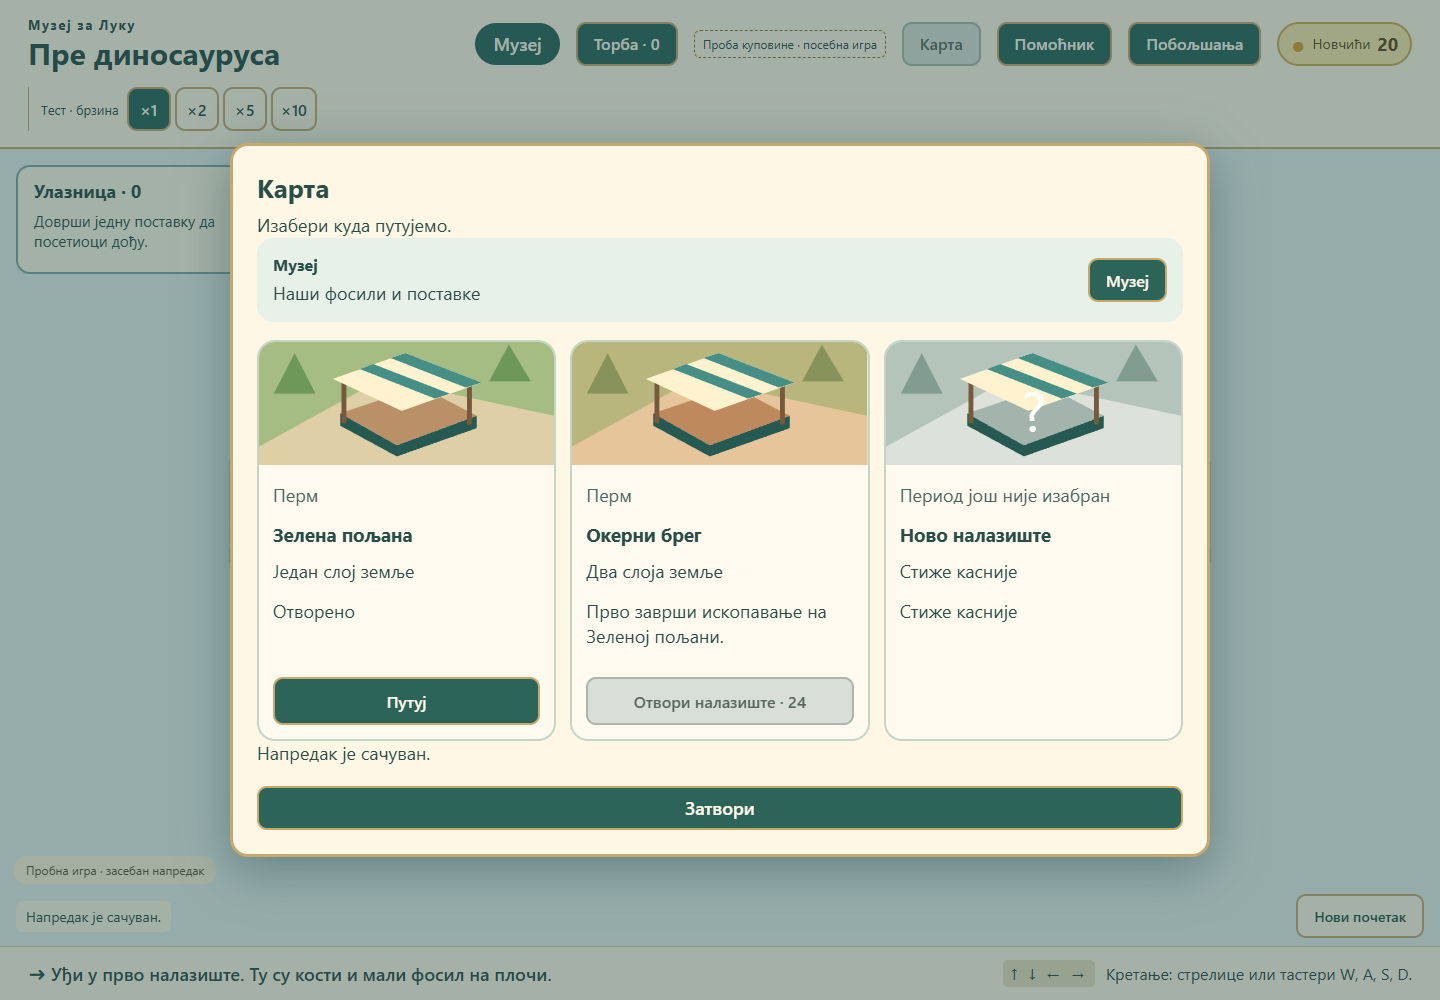 Музеј за Луку
Пре диносауруса
Музеј
Торба · 0
Проба куповине · посебна игра
Карта
Помоћник
Побољшања
Новчићи 20
Тест · брзина
×1
×2
×5
×10
Улазница · 0
Доврши једну поставку да
посетиоци дођу.
Карта
Изабери куда путујемо.
Музеј
Наши фосили и поставке
Музеј
?
Перм
Зелена пољана
Један слој земље
Отворено
Путуј
Перм
Окерни брег
Два слоја земље
Прво заврши ископавање на
Зеленој пољани.
Отвори налазиште · 24
Период још није изабран
Ново налазиште
Стиже касније
Стиже касније
Напредак је сачуван.
Затвори
Пробна игра · засебан напредак
Напредак је сачуван.
Нови почетак
→ Уђи у прво налазиште. Ту су кости и мали фосил на плочи.
↑ ↓ ← → Кретање: стрелице или тастери W, A, S, D.